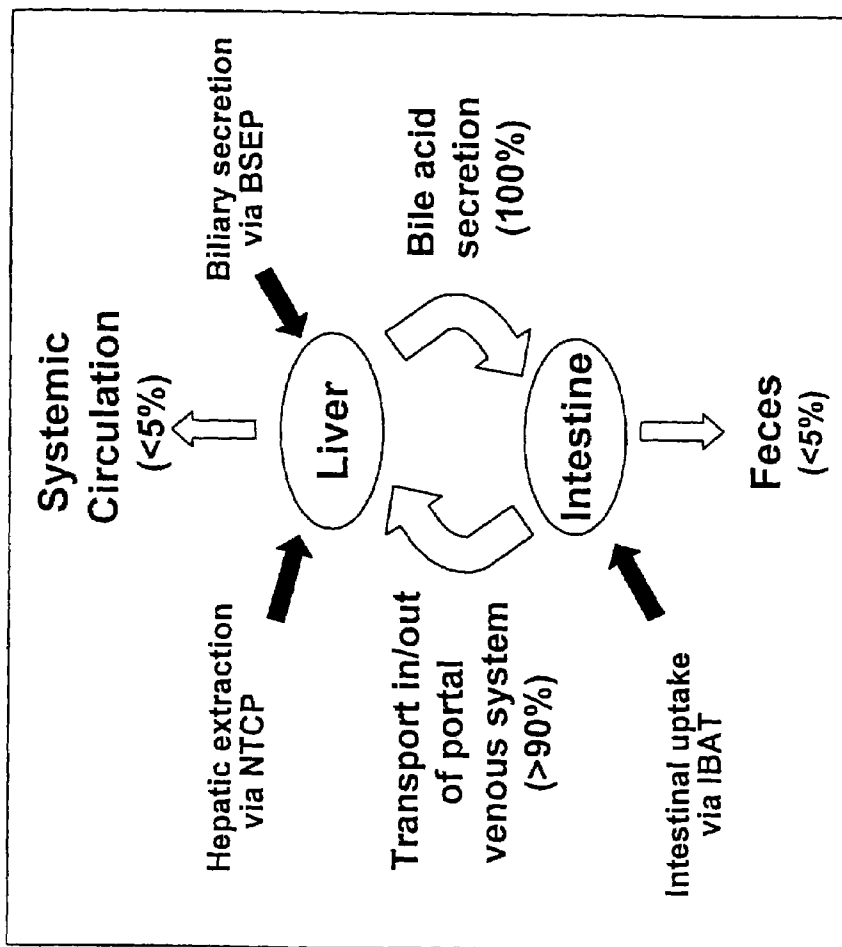 Systemic
Circulation
(<5%)
Hepatic extraction
via NTCP
Biliary secretion
via BSEP
Liver
Transport in/out
of portal
venous system
(>90%)
Bile acid
secretion
(100%)
Intestine
Intestinal uptake
via IBAT
Feces
(<5%)